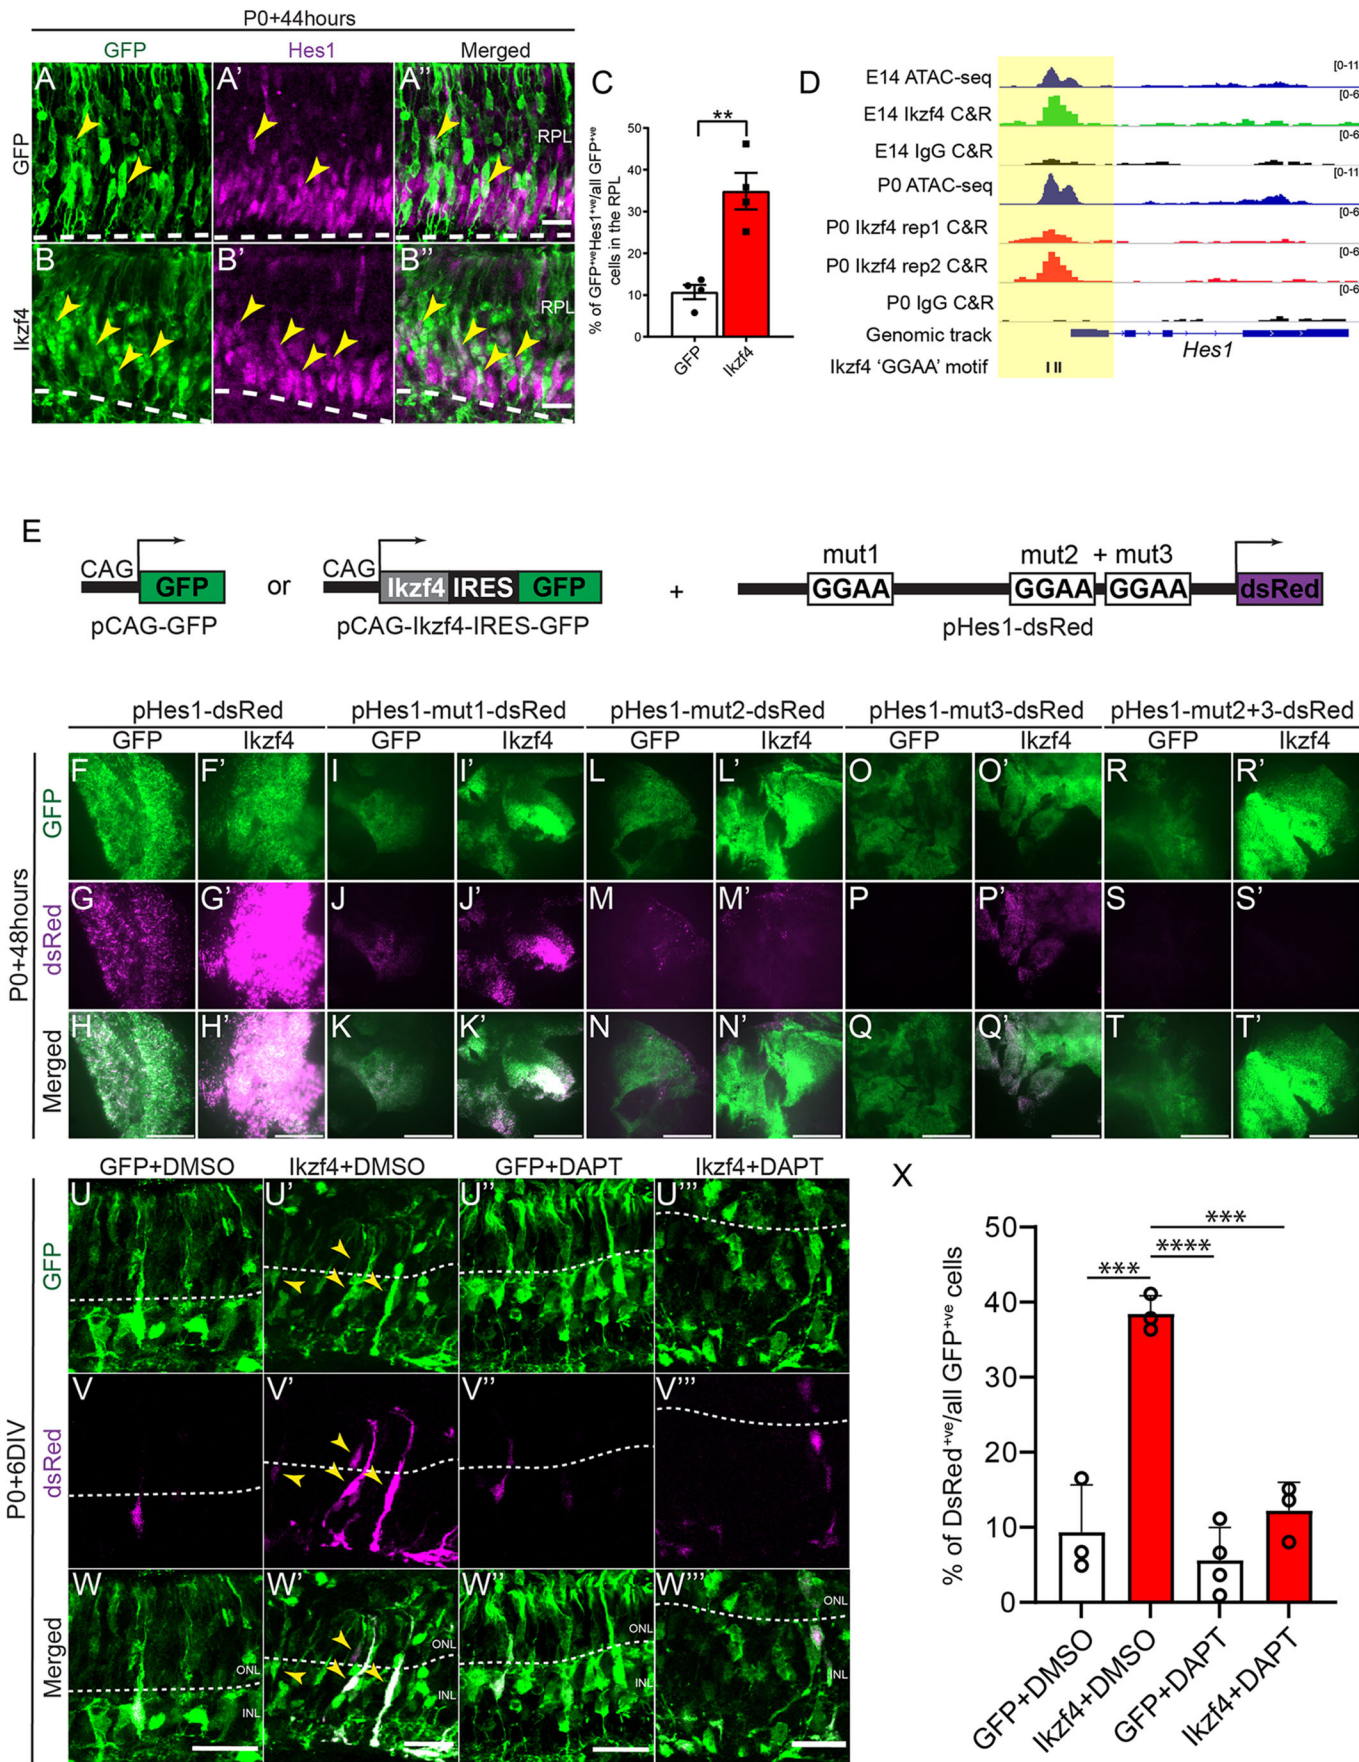 P0+44hours
GFP Hes1 Merged
GFP
A A' A'' RPL
Ikzf4
B B' B'' RPL
C
**
% of GFP+veHes1+ve/all GFP+ve
cells in the RPL
50
40
30
20
10
0
GFP Ikzf4
D
E14 ATAC-seq [0-11
E14 Ikzf4 C&R [0-6
E14 IgG C&R [0-6
P0 ATAC-seq [0-11
P0 Ikzf4 rep1 C&R [0-6
P0 Ikzf4 rep2 C&R [0-6
P0 IgG C&R [0-6
Genomic track
Hes1
Ikzf4 'GGAA' motif
E
CAG GFP
pCAG-GFP
or
CAG Ikzf4 IRES GFP
pCAG-Ikzf4-IRES-GFP
+
mut1 mut2 + mut3
GGAA GGAA GGAA dsRed
pHes1-dsRed
pHes1-dsRed pHes1-mut1-dsRed pHes1-mut2-dsRed pHes1-mut3-dsRed pHes1-mut2+3-dsRed
GFP Ikzf4 GFP Ikzf4 GFP Ikzf4 GFP Ikzf4 GFP Ikzf4
P0+48hours
GFP
F F' I I' L L' O O' R R'
dsRed
G G' J J' M M' P P' S S'
Merged
H H' K K' N N' Q Q' T T'
GFP+DMSO Ikzf4+DMSO GFP+DAPT Ikzf4+DAPT
P0+6DIV
GFP
U U' U'' U'''
dsRed
V V' V'' V'''
Merged
W W' W'' W'''
ONL ONL ONL ONL
INL INL INL INL
X
% of DsRed+ve/all GFP+ve cells
50
40
30
20
10
0
***
****
***
GFP+DMSO
Ikzf4+DMSO
GFP+DAPT
Ikzf4+DAPT